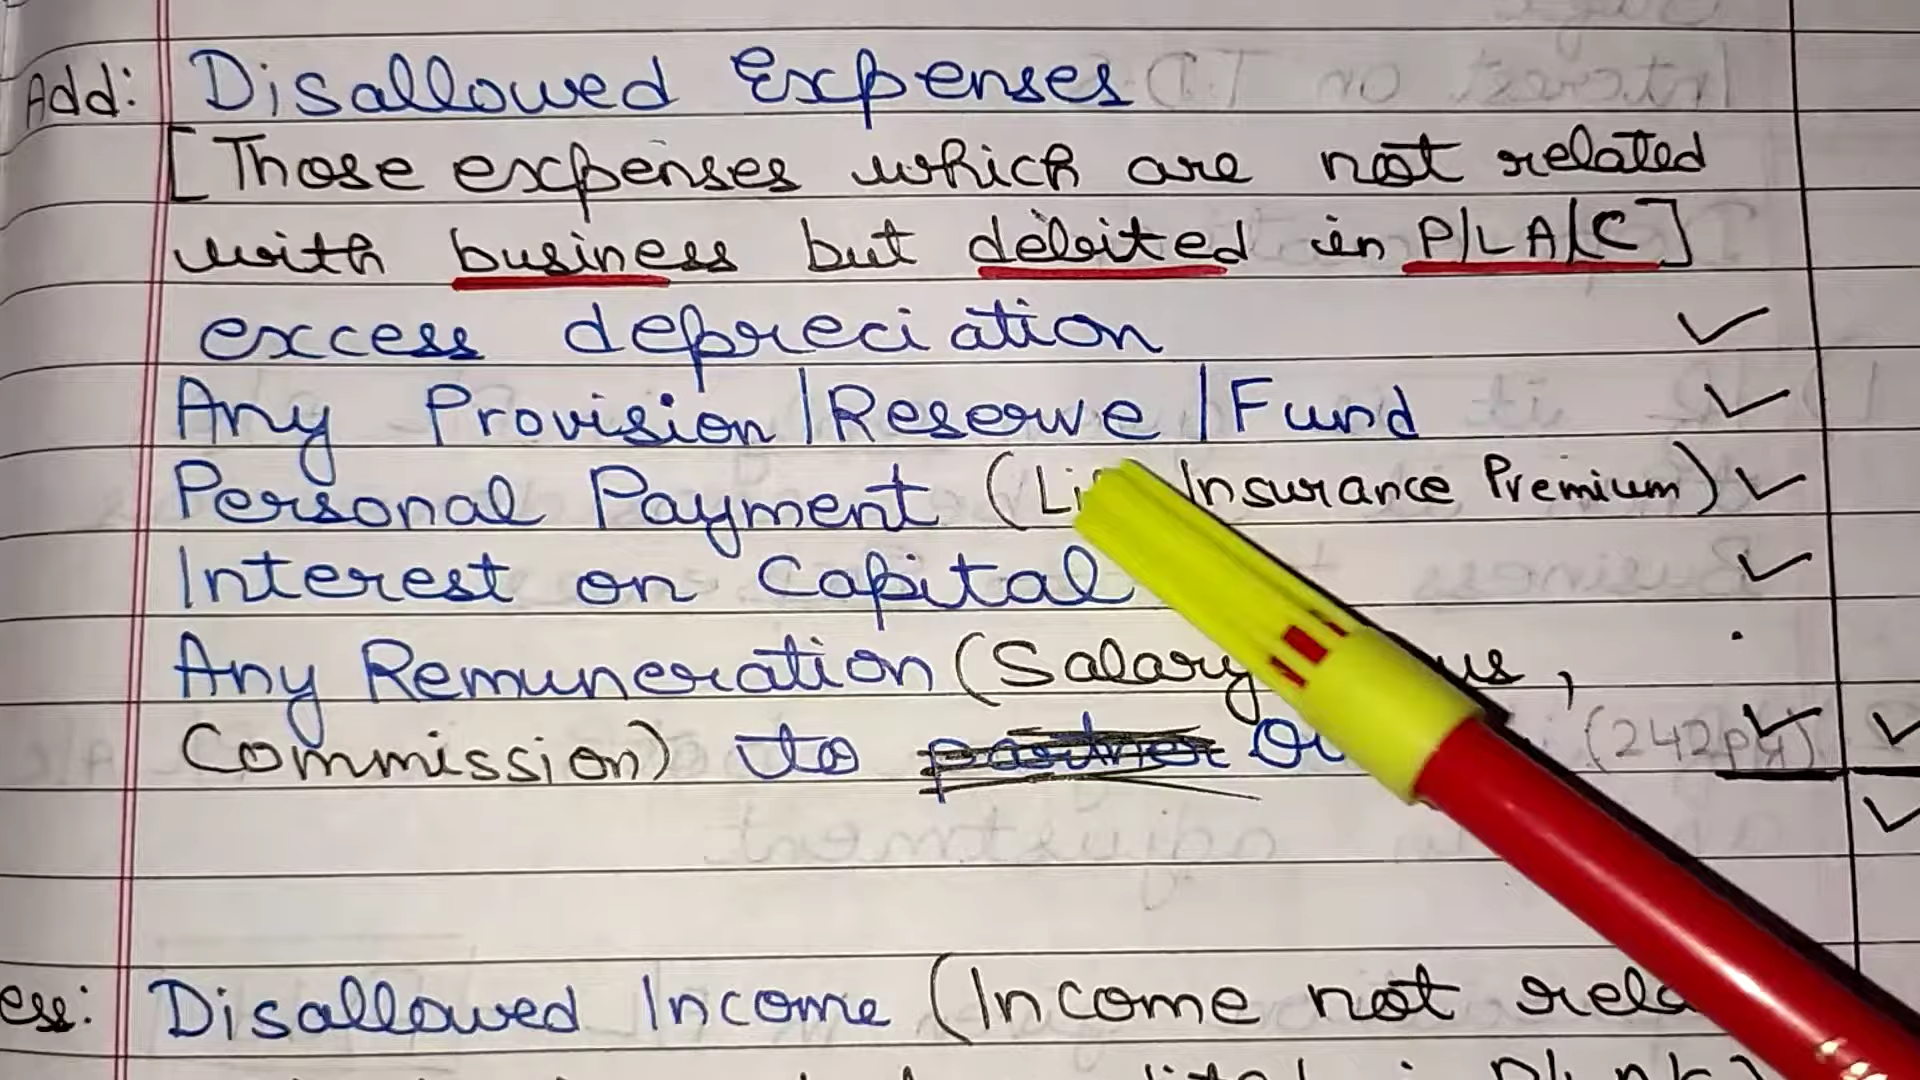 Add: Disallowed Expenses
[Those expenses which are not related
with business but debited in P/L A/C]
excess depreciation
Any Provision/Reserve/Fund
Personal Payment ( Insurance Premium)
Interest on Capital
Any Remuneration (Salary ,
Commission) to partner
Disallowed Income (Income not